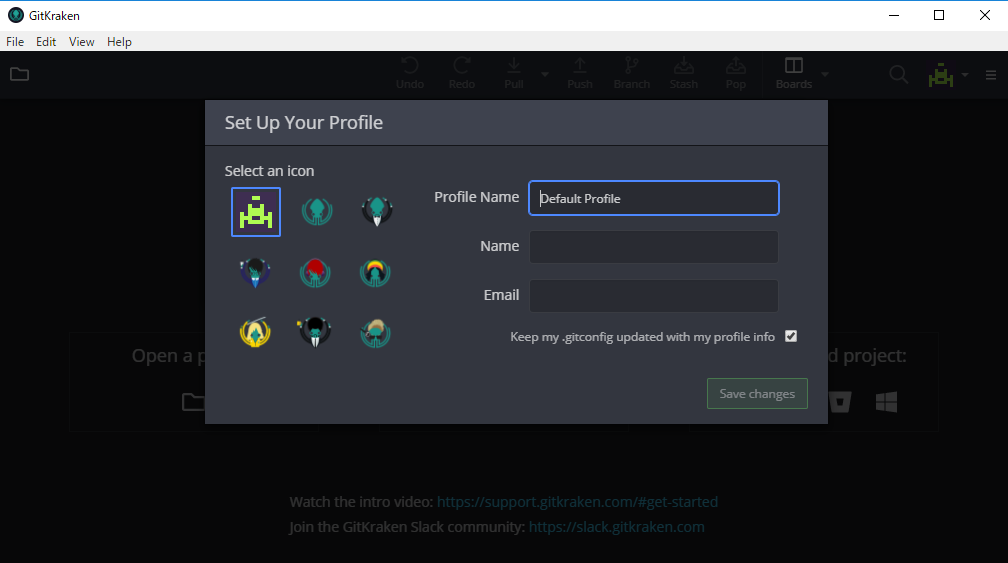 GitKraken
File Edit View Help
Undo Redo Pull Push Branch Stash Pop Boards
Set Up Your Profile
Select an icon
Profile Name Default Profile
Name
Email
Keep my .gitconfig updated with my profile info
Open a p
d project:
Save changes
Watch the intro video: https://support.gitkraken.com/#get-started
Join the GitKraken Slack community: https://slack.gitkraken.com